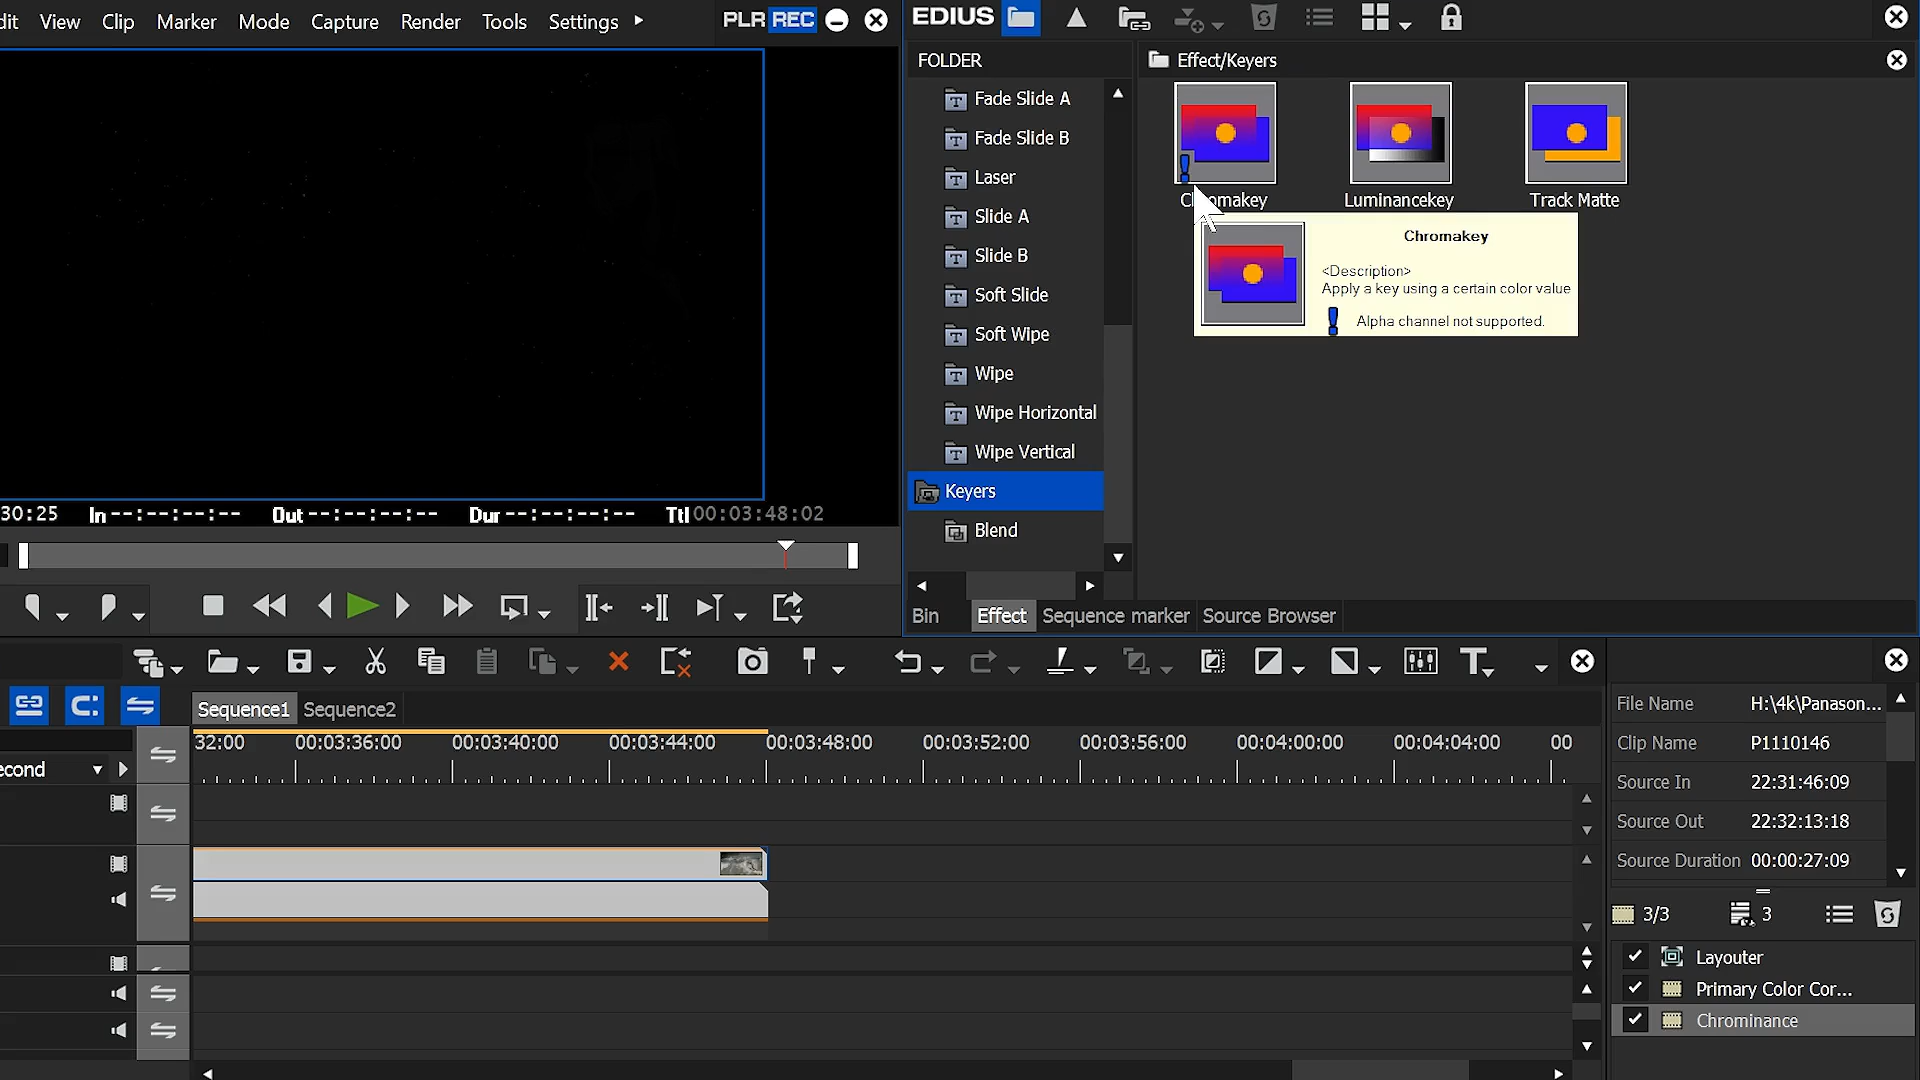 dit View Clip Marker Mode Capture Render Tools Settings
PLR REC
EDIUS
FOLDER
Effect/Keyers
Fade Slide A
Fade Slide B
Laser
Slide A
Slide B
Soft Slide
Soft Wipe
Wipe
Wipe Horizontal
Wipe Vertical
Keyers
Blend
Chromakey
Luminancekey
Track Matte
Chromakey
<Description>
Apply a key using a certain color value
Alpha channel not supported.
30:25 In --:--:--:-- Out --:--:--:-- Dur --:--:--:-- Ttl 00:03:48:02
Bin Effect Sequence marker Source Browser
Sequence1 Sequence2
32:00 00:03:36:00 00:03:40:00 00:03:44:00 00:03:48:00 00:03:52:00 00:03:56:00 00:04:00:00 00:04:04:00 00
econd
File Name H:\4k\Panason...
Clip Name P1110146
Source In 22:31:46:09
Source Out 22:32:13:18
Source Duration 00:00:27:09
3/3 3
Layouter
Primary Color Cor...
Chrominance